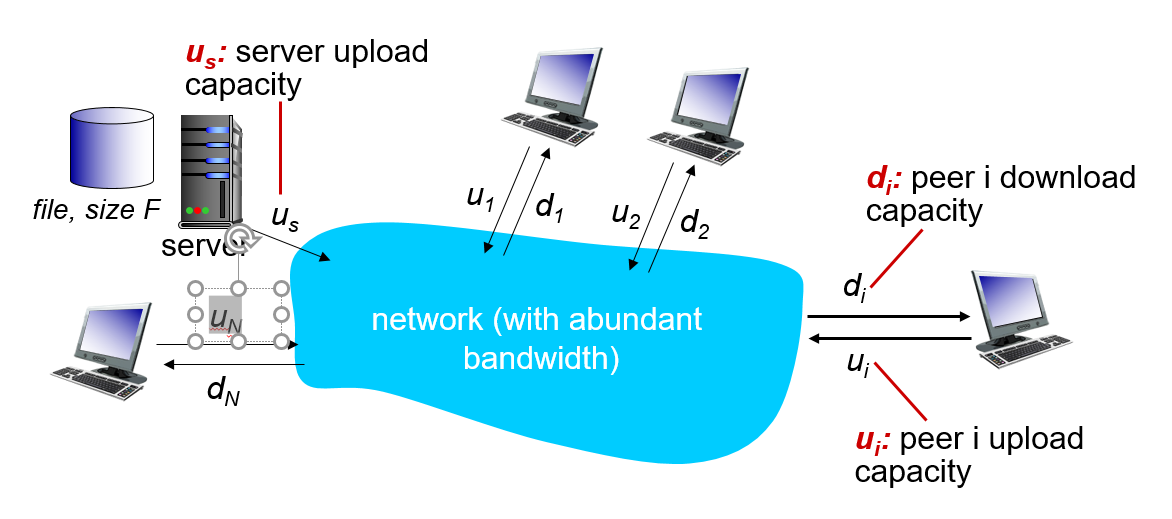 u_s: server upload
capacity
file, size F
server
u_s
u_1
d_1
u_2
d_2
d_i: peer i download
capacity
d_i
u_i
u_N
d_N
network (with abundant
bandwidth)
u_i: peer i upload
capacity